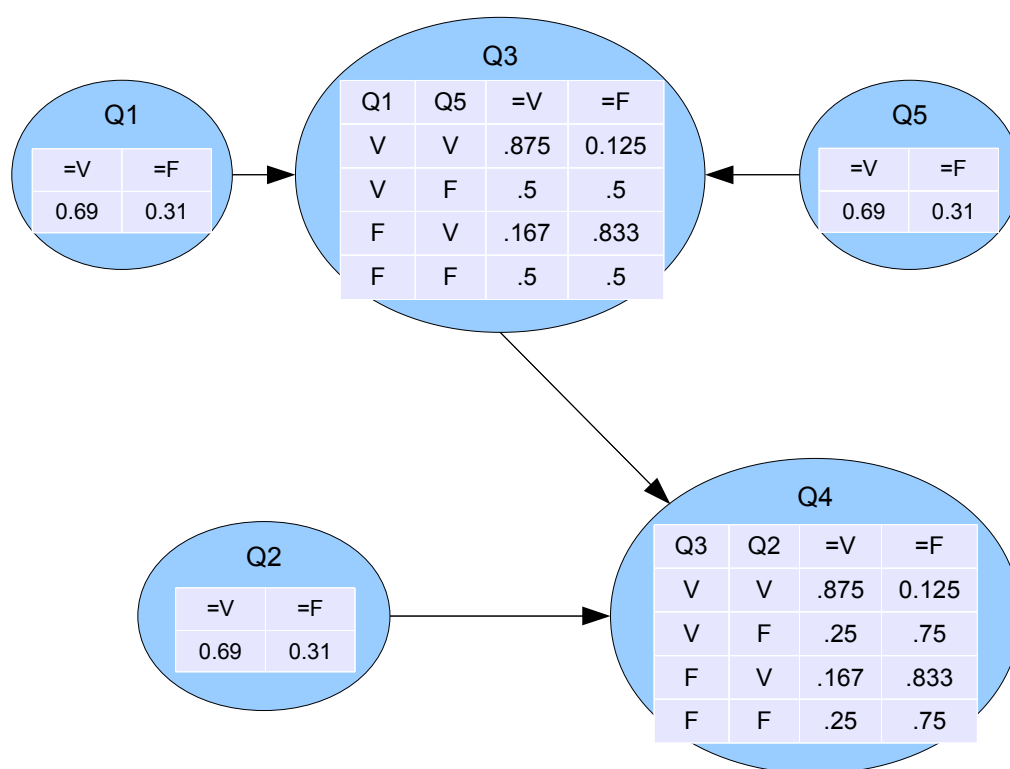 Q1
=V =F
0.69 0.31
Q3
Q1 Q5 =V =F
V V .875 0.125
V F .5 .5
F V .167 .833
F F .5 .5
Q5
=V =F
0.69 0.31
Q2
=V =F
0.69 0.31
Q4
Q3 Q2 =V =F
V V .875 0.125
V F .25 .75
F V .167 .833
F F .25 .75